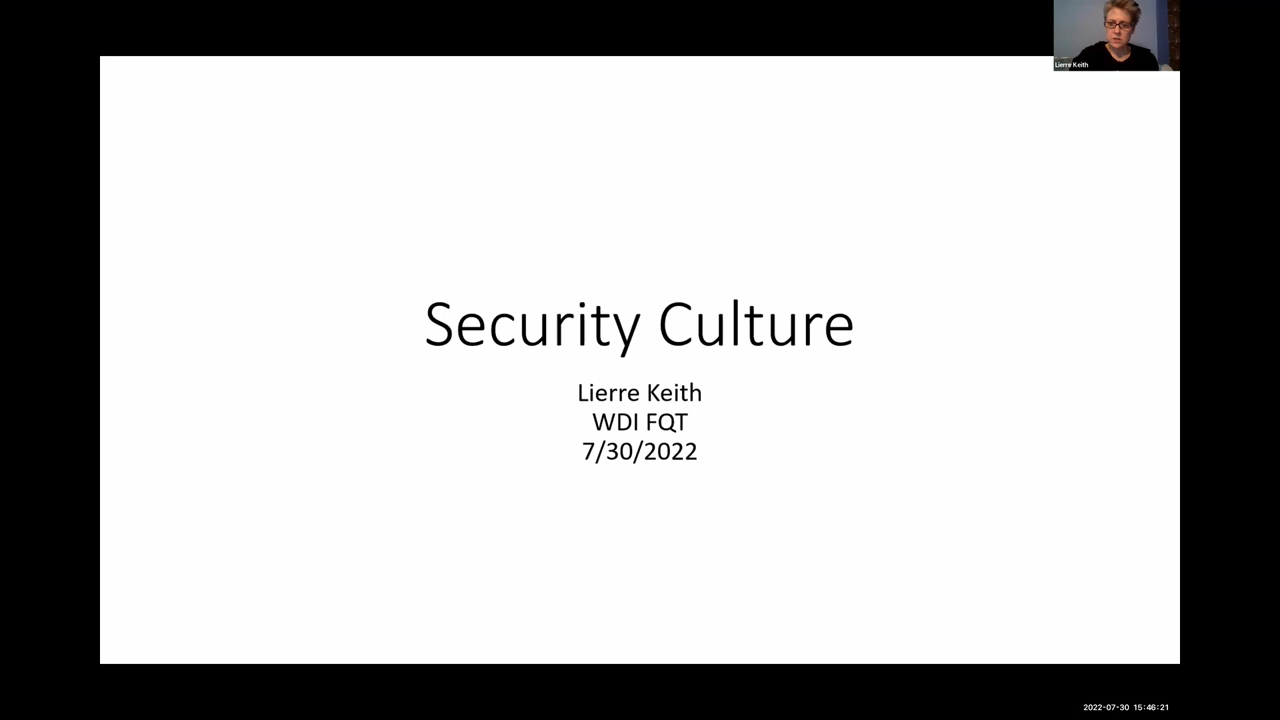 Lierre Keith
Security Culture
Lierre Keith
WDI FQT
7/30/2022
2022-07-30 15:46:21